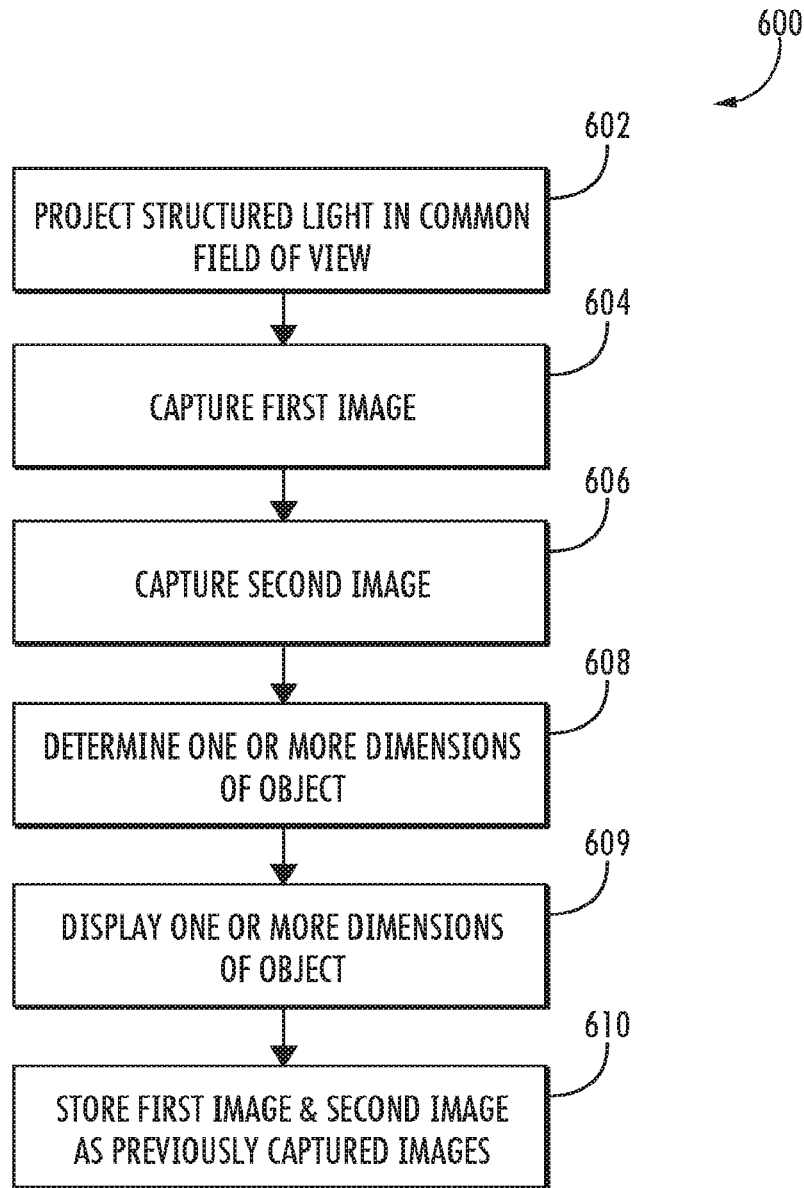 600
602
PROJECT STRUCTURED LIGHT IN COMMON
FIELD OF VIEW
604
CAPTURE FIRST IMAGE
606
CAPTURE SECOND IMAGE
608
DETERMINE ONE OR MORE DIMENSIONS
OF OBJECT
609
DISPLAY ONE OR MORE DIMENSIONS
OF OBJECT
610
STORE FIRST IMAGE & SECOND IMAGE
AS PREVIOUSLY CAPTURED IMAGES